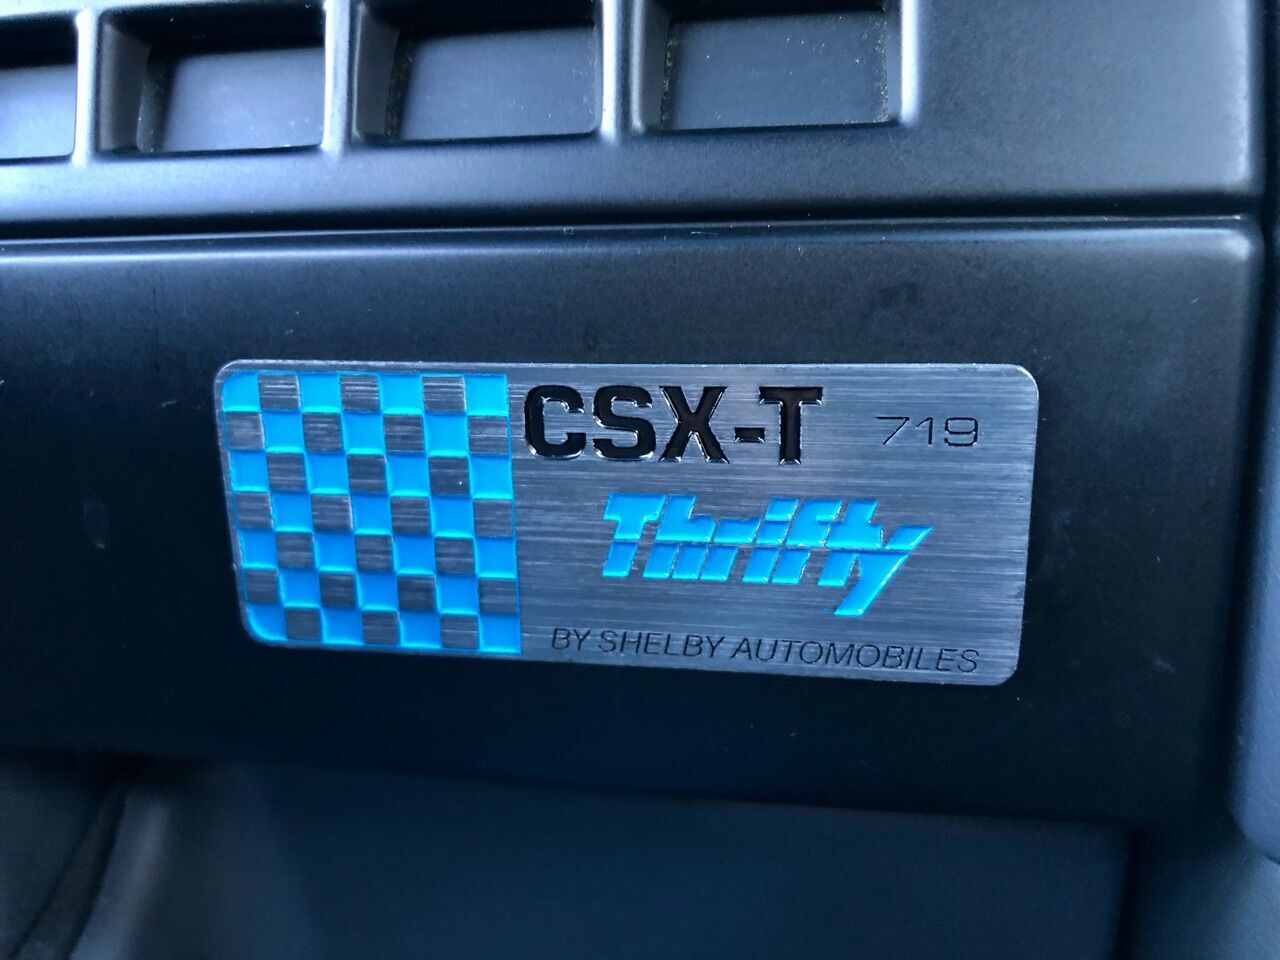 CSX-T 719
Thrifty
BY SHELBY AUTOMOBILES